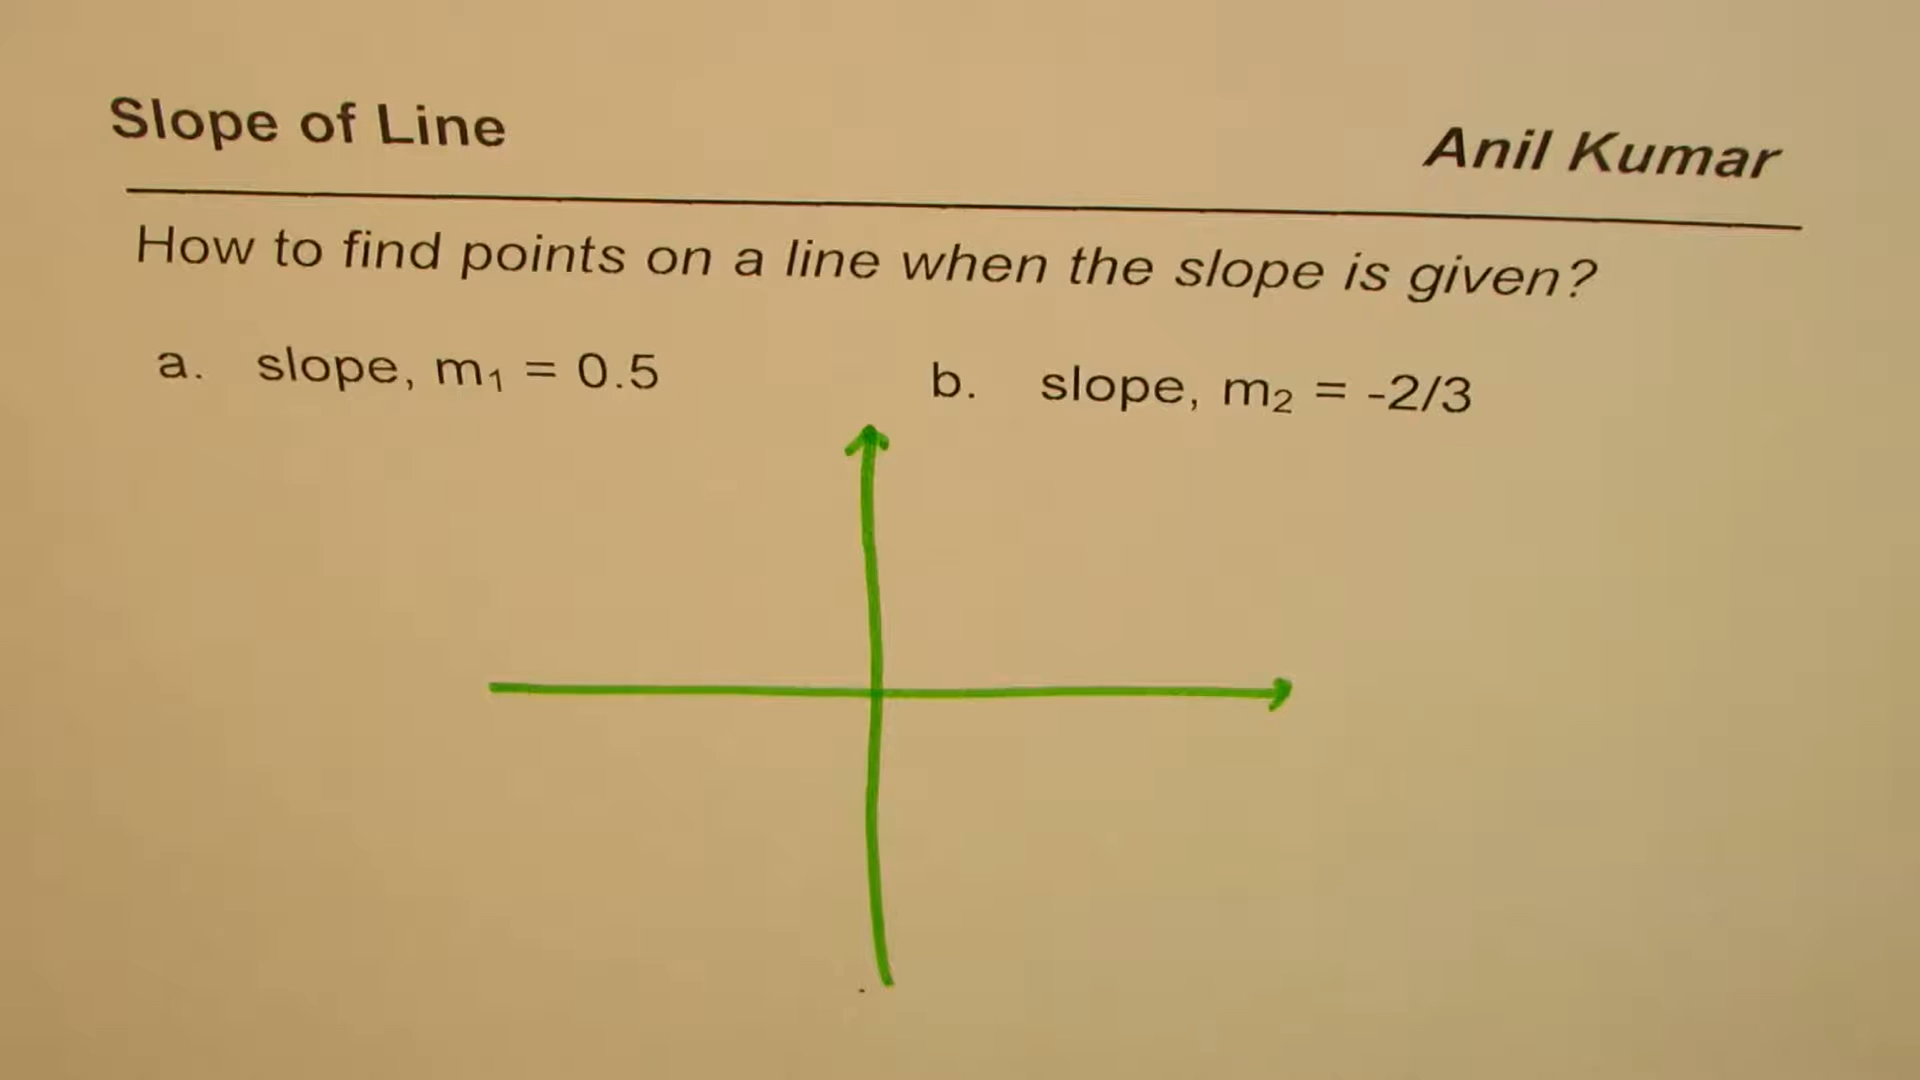 Slope of Line
Anil Kumar
How to find points on a line when the slope is given?
a. slope, m₁ = 0.5
b. slope, m₂ = -2/3